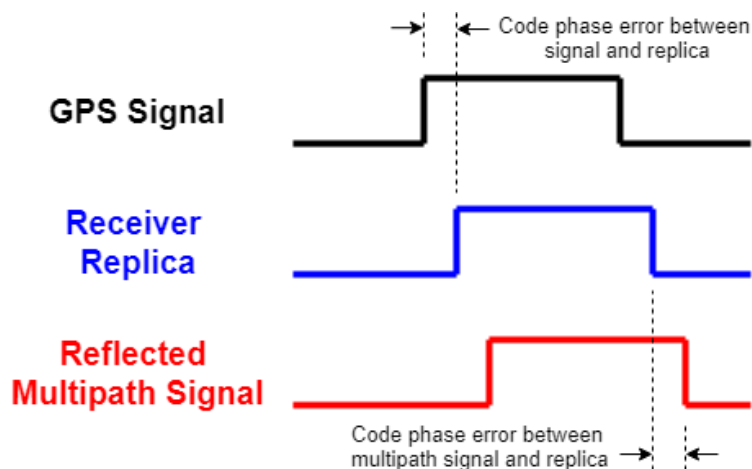 Code phase error between
signal and replica
GPS Signal
Receiver
Replica
Reflected
Multipath Signal
Code phase error between
multipath signal and replica